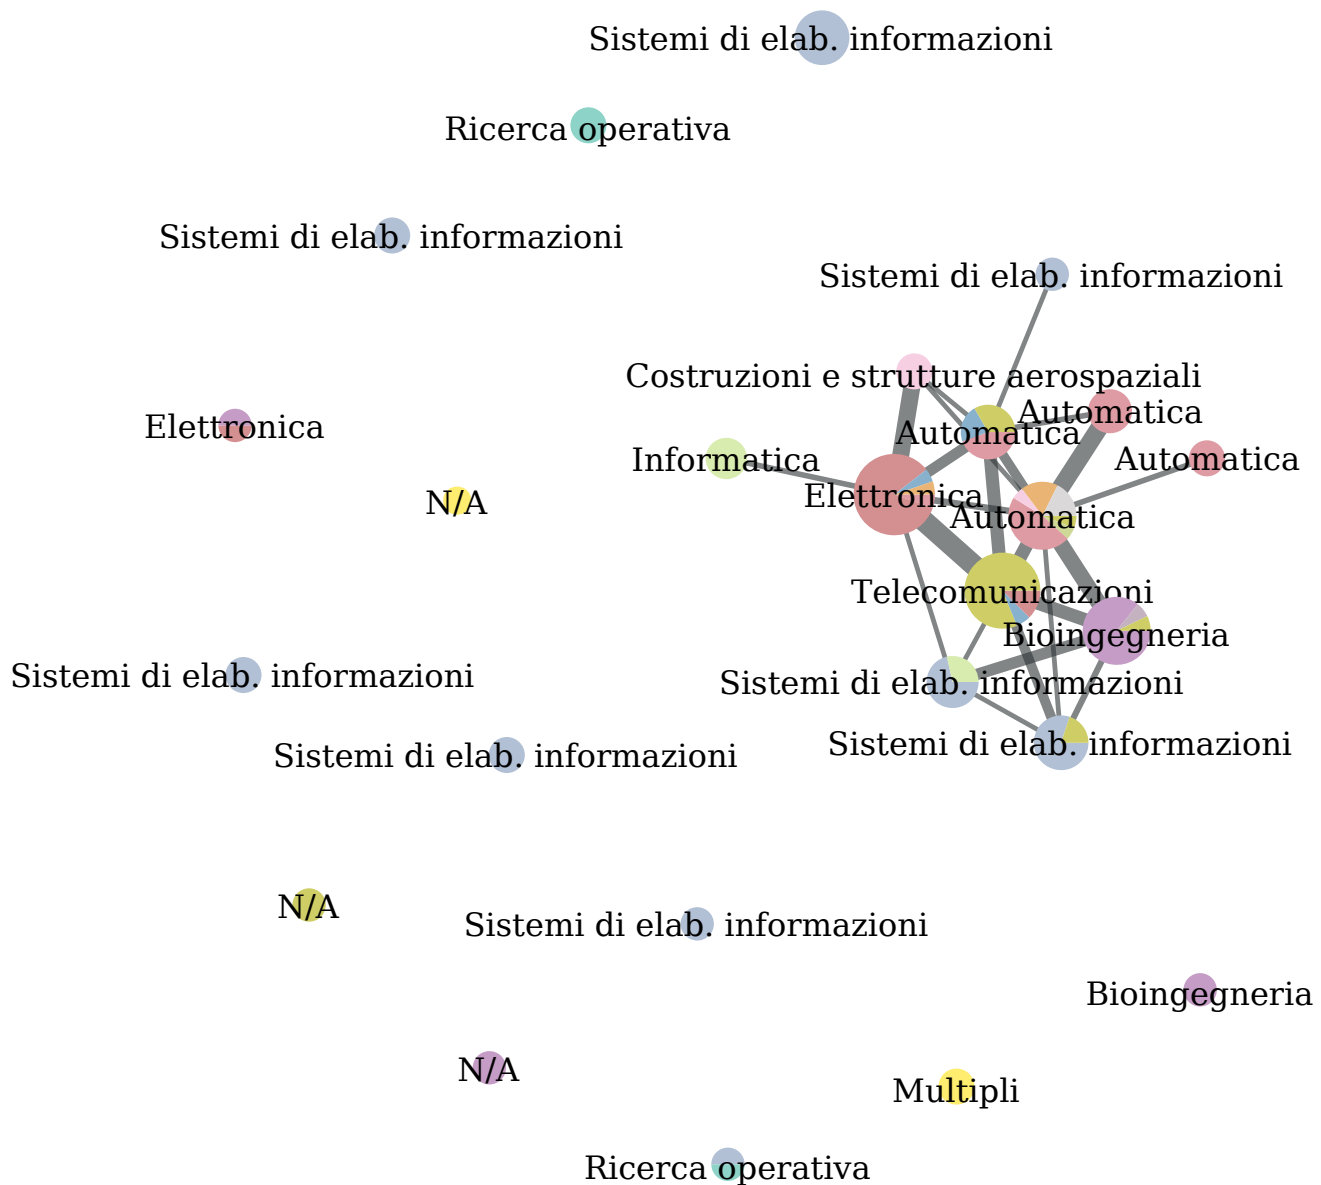 Sistemi di elab. informazioni
Ricerca operativa
Sistemi di elab. informazioni
Sistemi di elab. informazioni
Costruzioni e strutture aerospaziali
Automatica
Elettronica
Automatica
Informatica
Automatica
Elettronica
N/A
Automatica
Telecomunicazioni
Bioingegneria
Sistemi di elab. informazioni
Sistemi di elab. informazioni
Sistemi di elab. informazioni
Sistemi di elab. informazioni
N/A
Sistemi di elab. informazioni
Bioingegneria
N/A
Multipli
Ricerca operativa